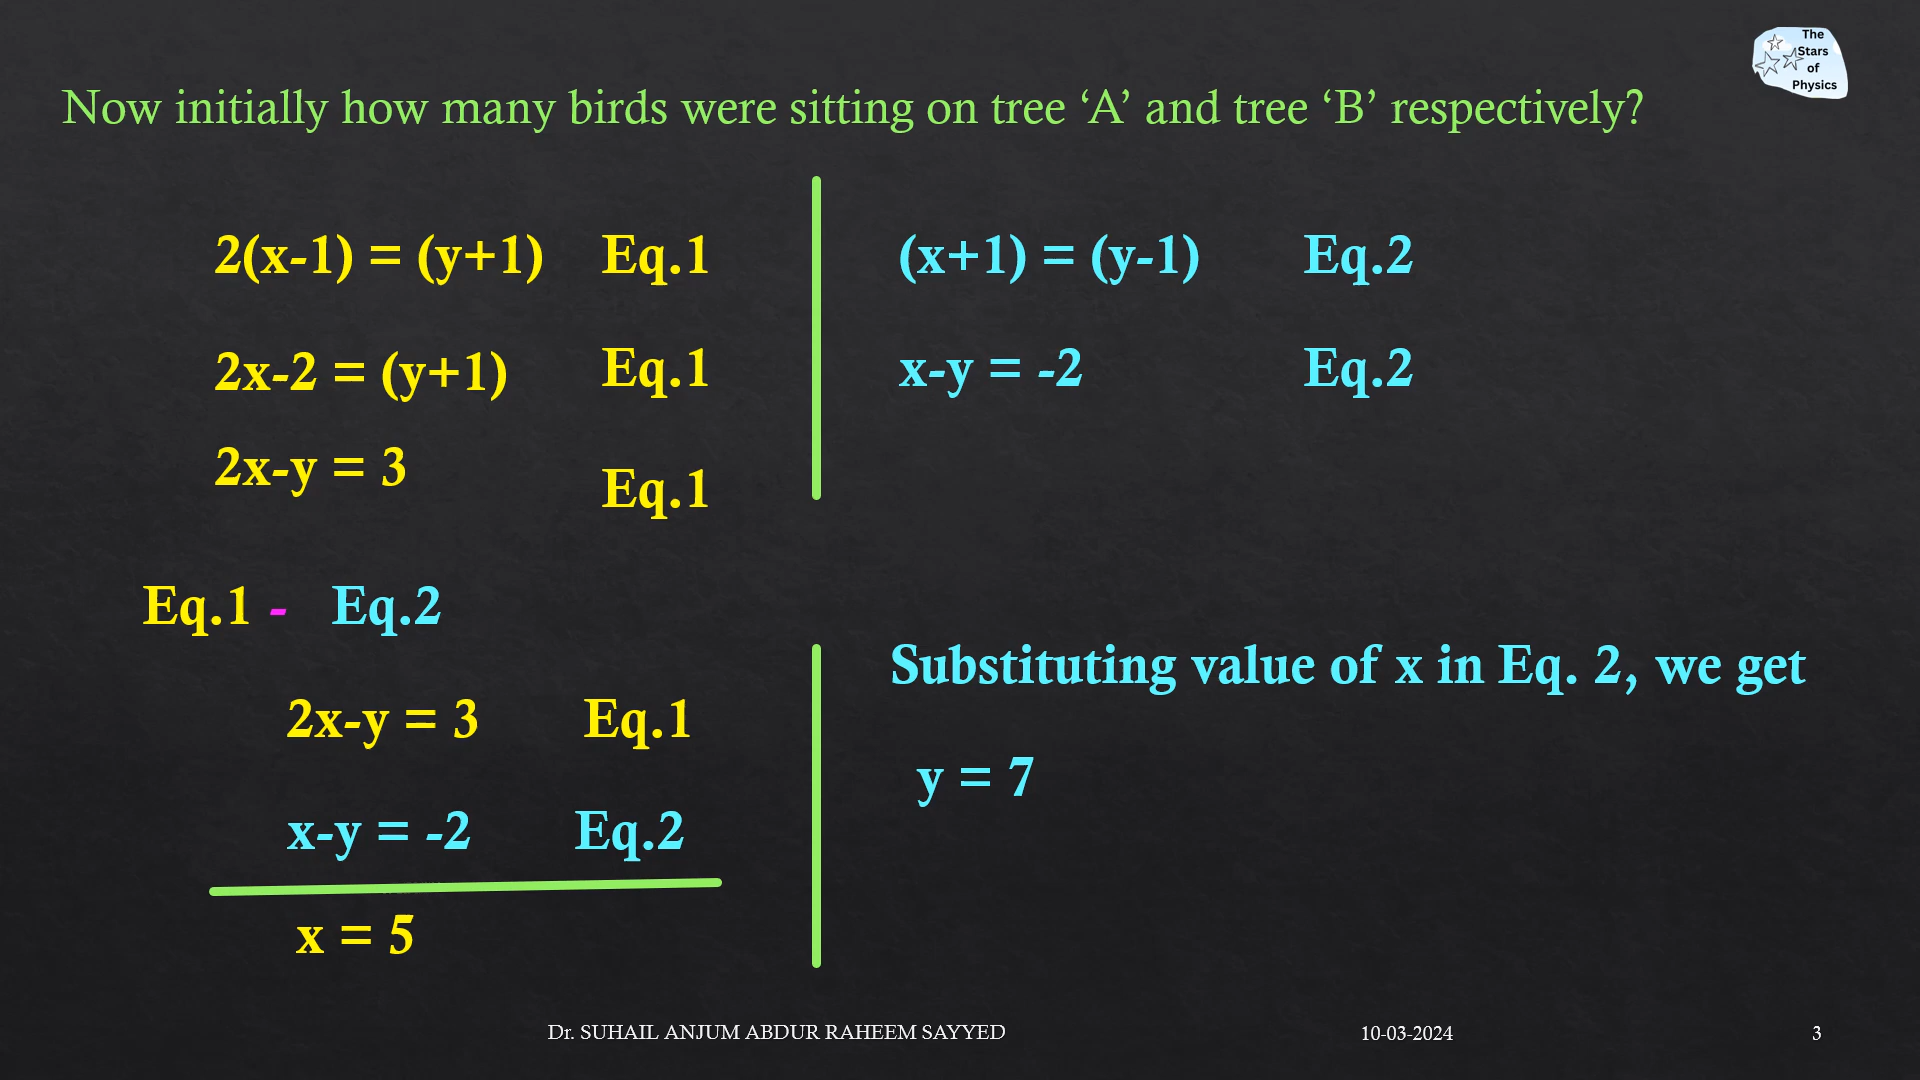 The
Stars
of
Physics
Now initially how many birds were sitting on tree ‘A’ and tree ‘B’ respectively?
2(x-1) = (y+1) Eq.1
2x-2 = (y+1) Eq.1
2x-y = 3 Eq.1
(x+1) = (y-1) Eq.2
x-y = -2 Eq.2
Eq.1 - Eq.2
2x-y = 3 Eq.1
x-y = -2 Eq.2
x = 5
Substituting value of x in Eq. 2, we get
y = 7
Dr. SUHAIL ANJUM ABDUR RAHEEM SAYYED
10-03-2024
3